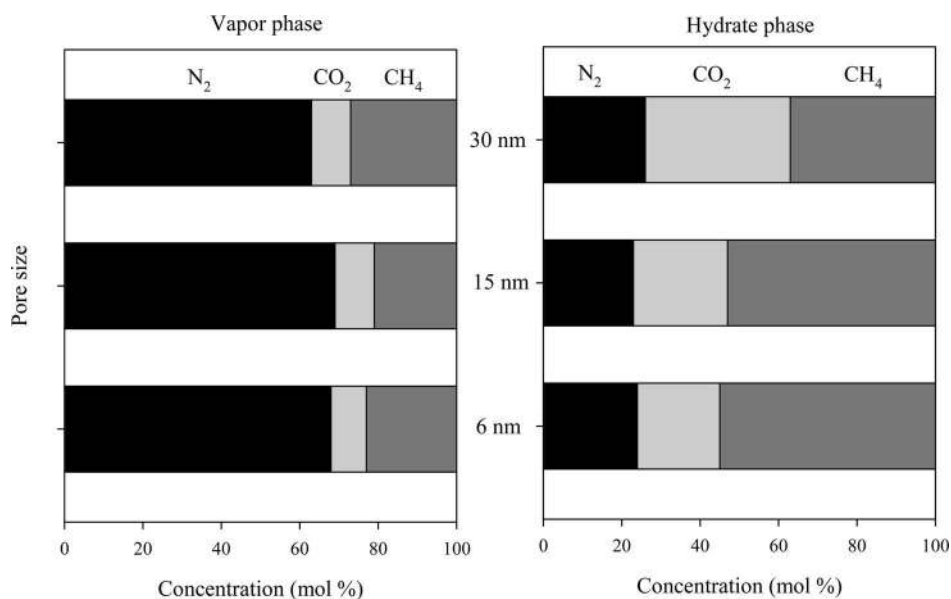 Vapor phase
N₂ CO₂ CH₄
Pore size
0 20 40 60 80 100
Concentration (mol %)
Hydrate phase
N₂ CO₂ CH₄
30 nm
15 nm
6 nm
0 20 40 60 80 100
Concentration (mol %)